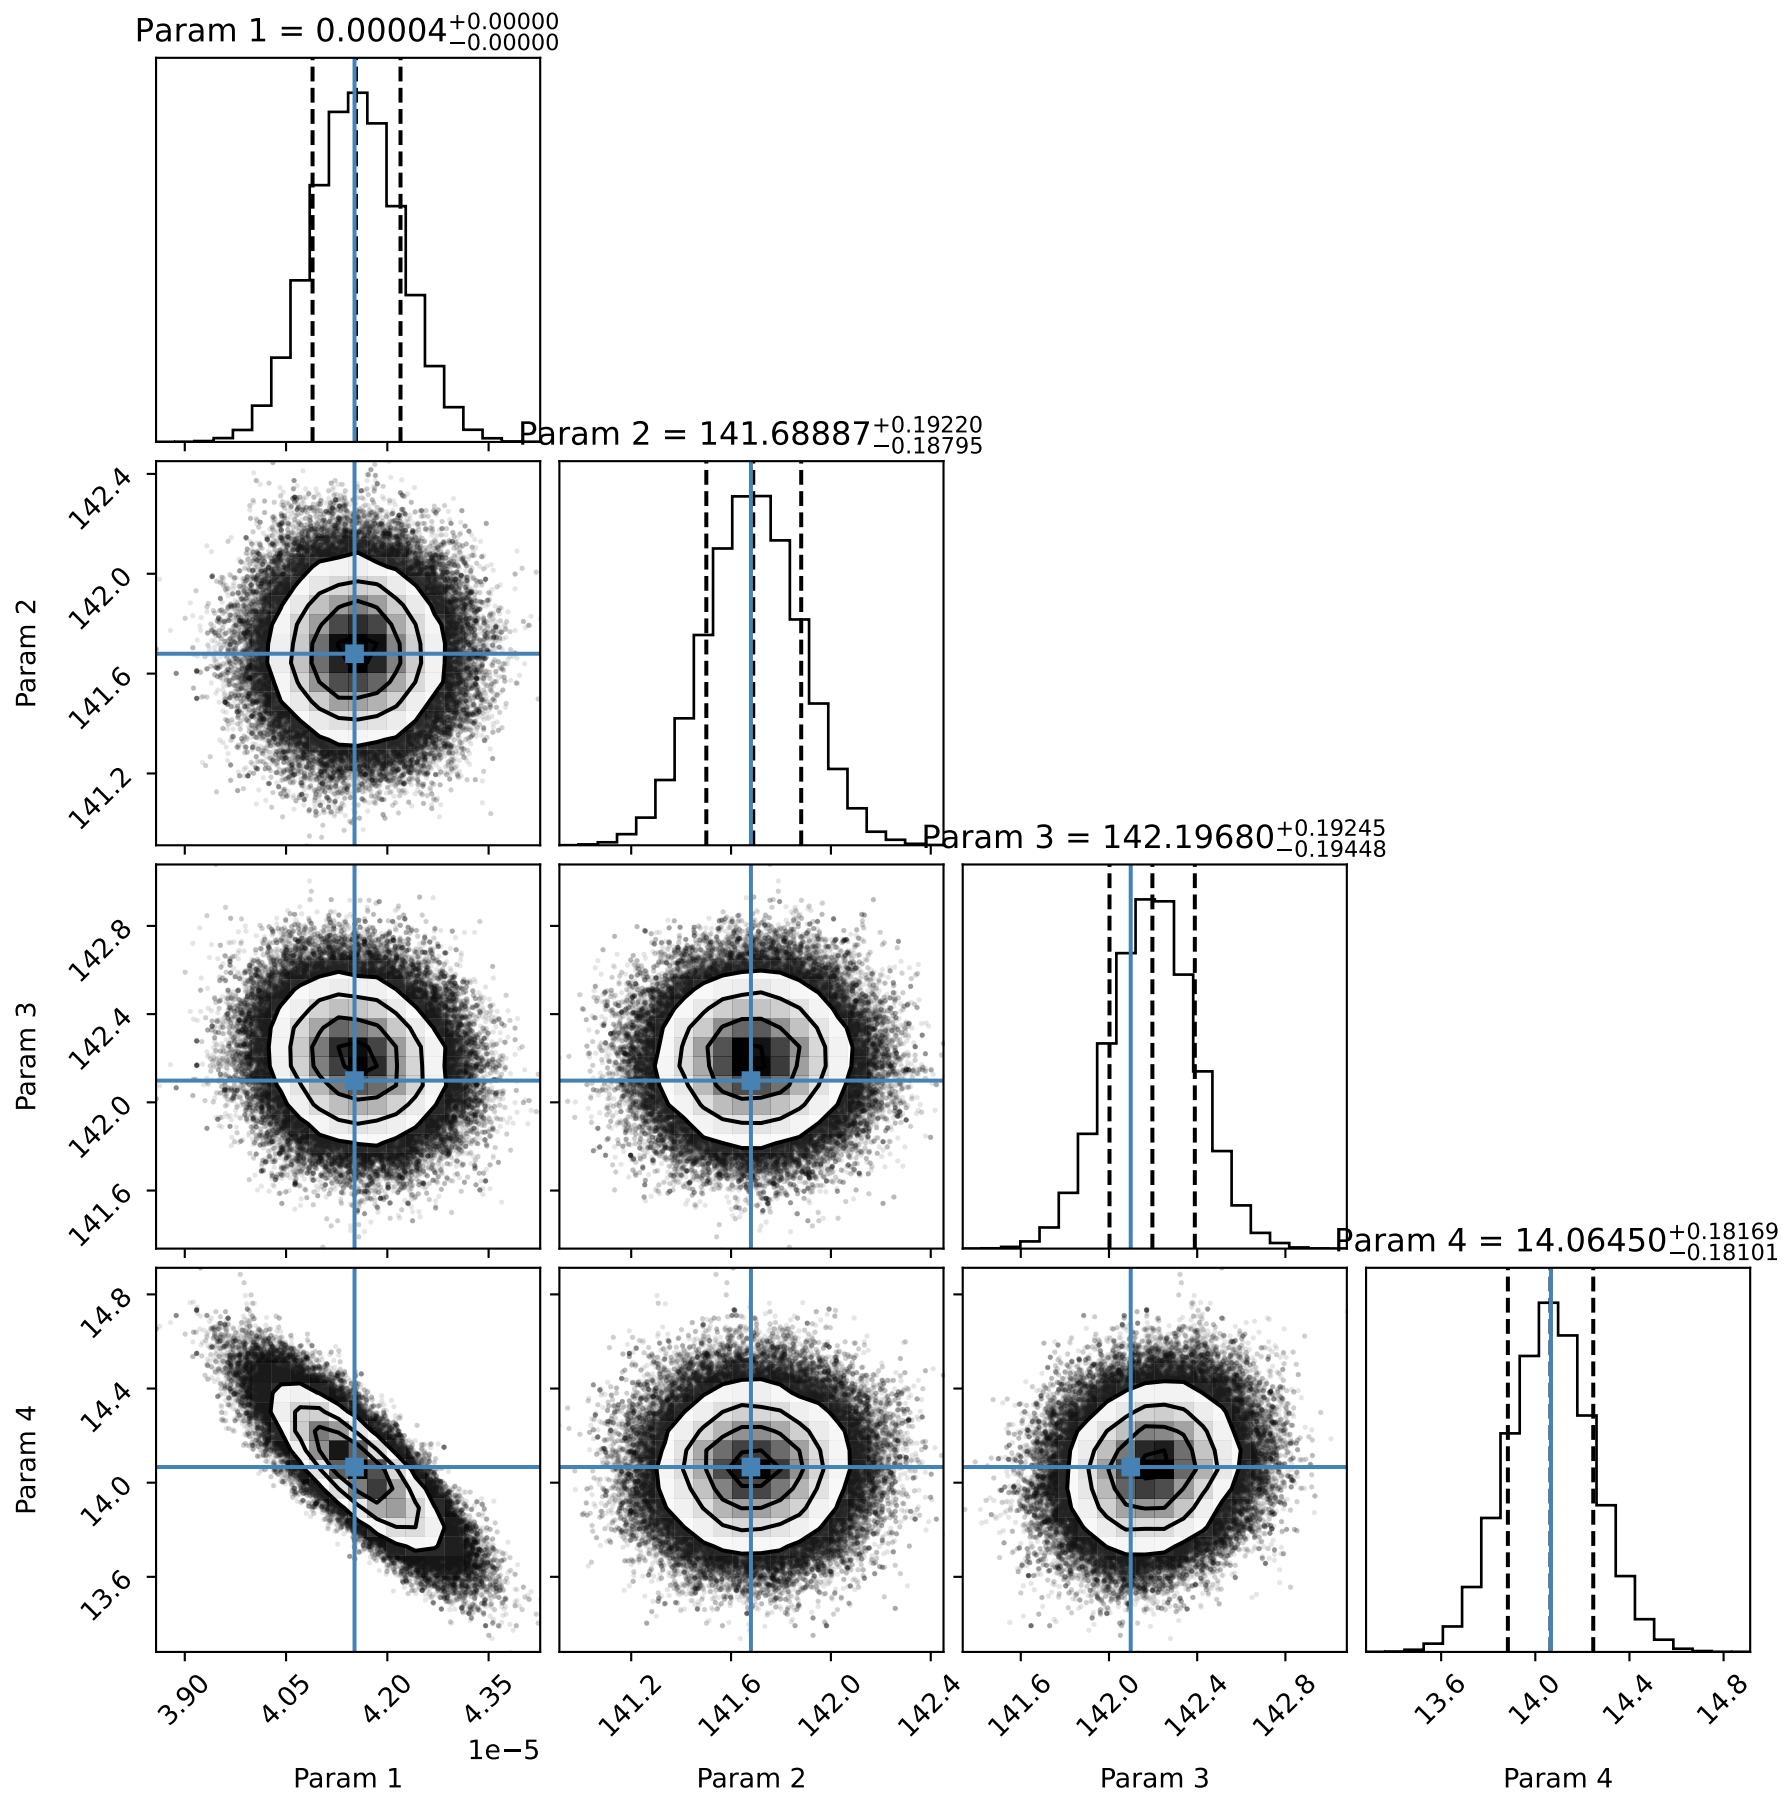 Param 1 = 0.00004 +0.00000 −0.00000
Param 2 = 141.68887 +0.19220 −0.18795
142.4
142.0
141.6
141.2
Param 2
Param 3 = 142.19680 +0.19245 −0.19448
142.8
142.4
142.0
141.6
Param 3
Param 4 = 14.06450 +0.18169 −0.18101
14.8
14.4
14.0
13.6
Param 4
3.90 4.05 4.20 4.35
1e−5
Param 1
141.2 141.6 142.0 142.4
Param 2
141.6 142.0 142.4 142.8
Param 3
13.6 14.0 14.4 14.8
Param 4